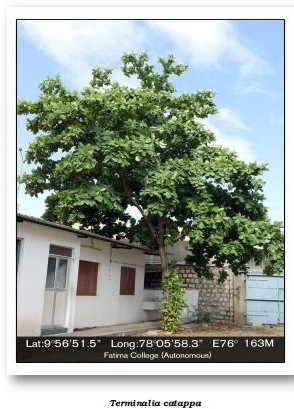 Lat:9°56'51.5" Long:78°05'58.3" E76° 163M
Fatima College (Autonomous)
Terminalia catappa